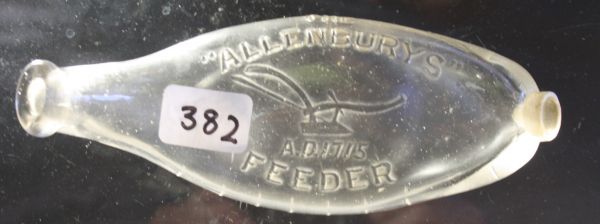 "ALLENBURYS"
382
A.D.1715
FEEDER